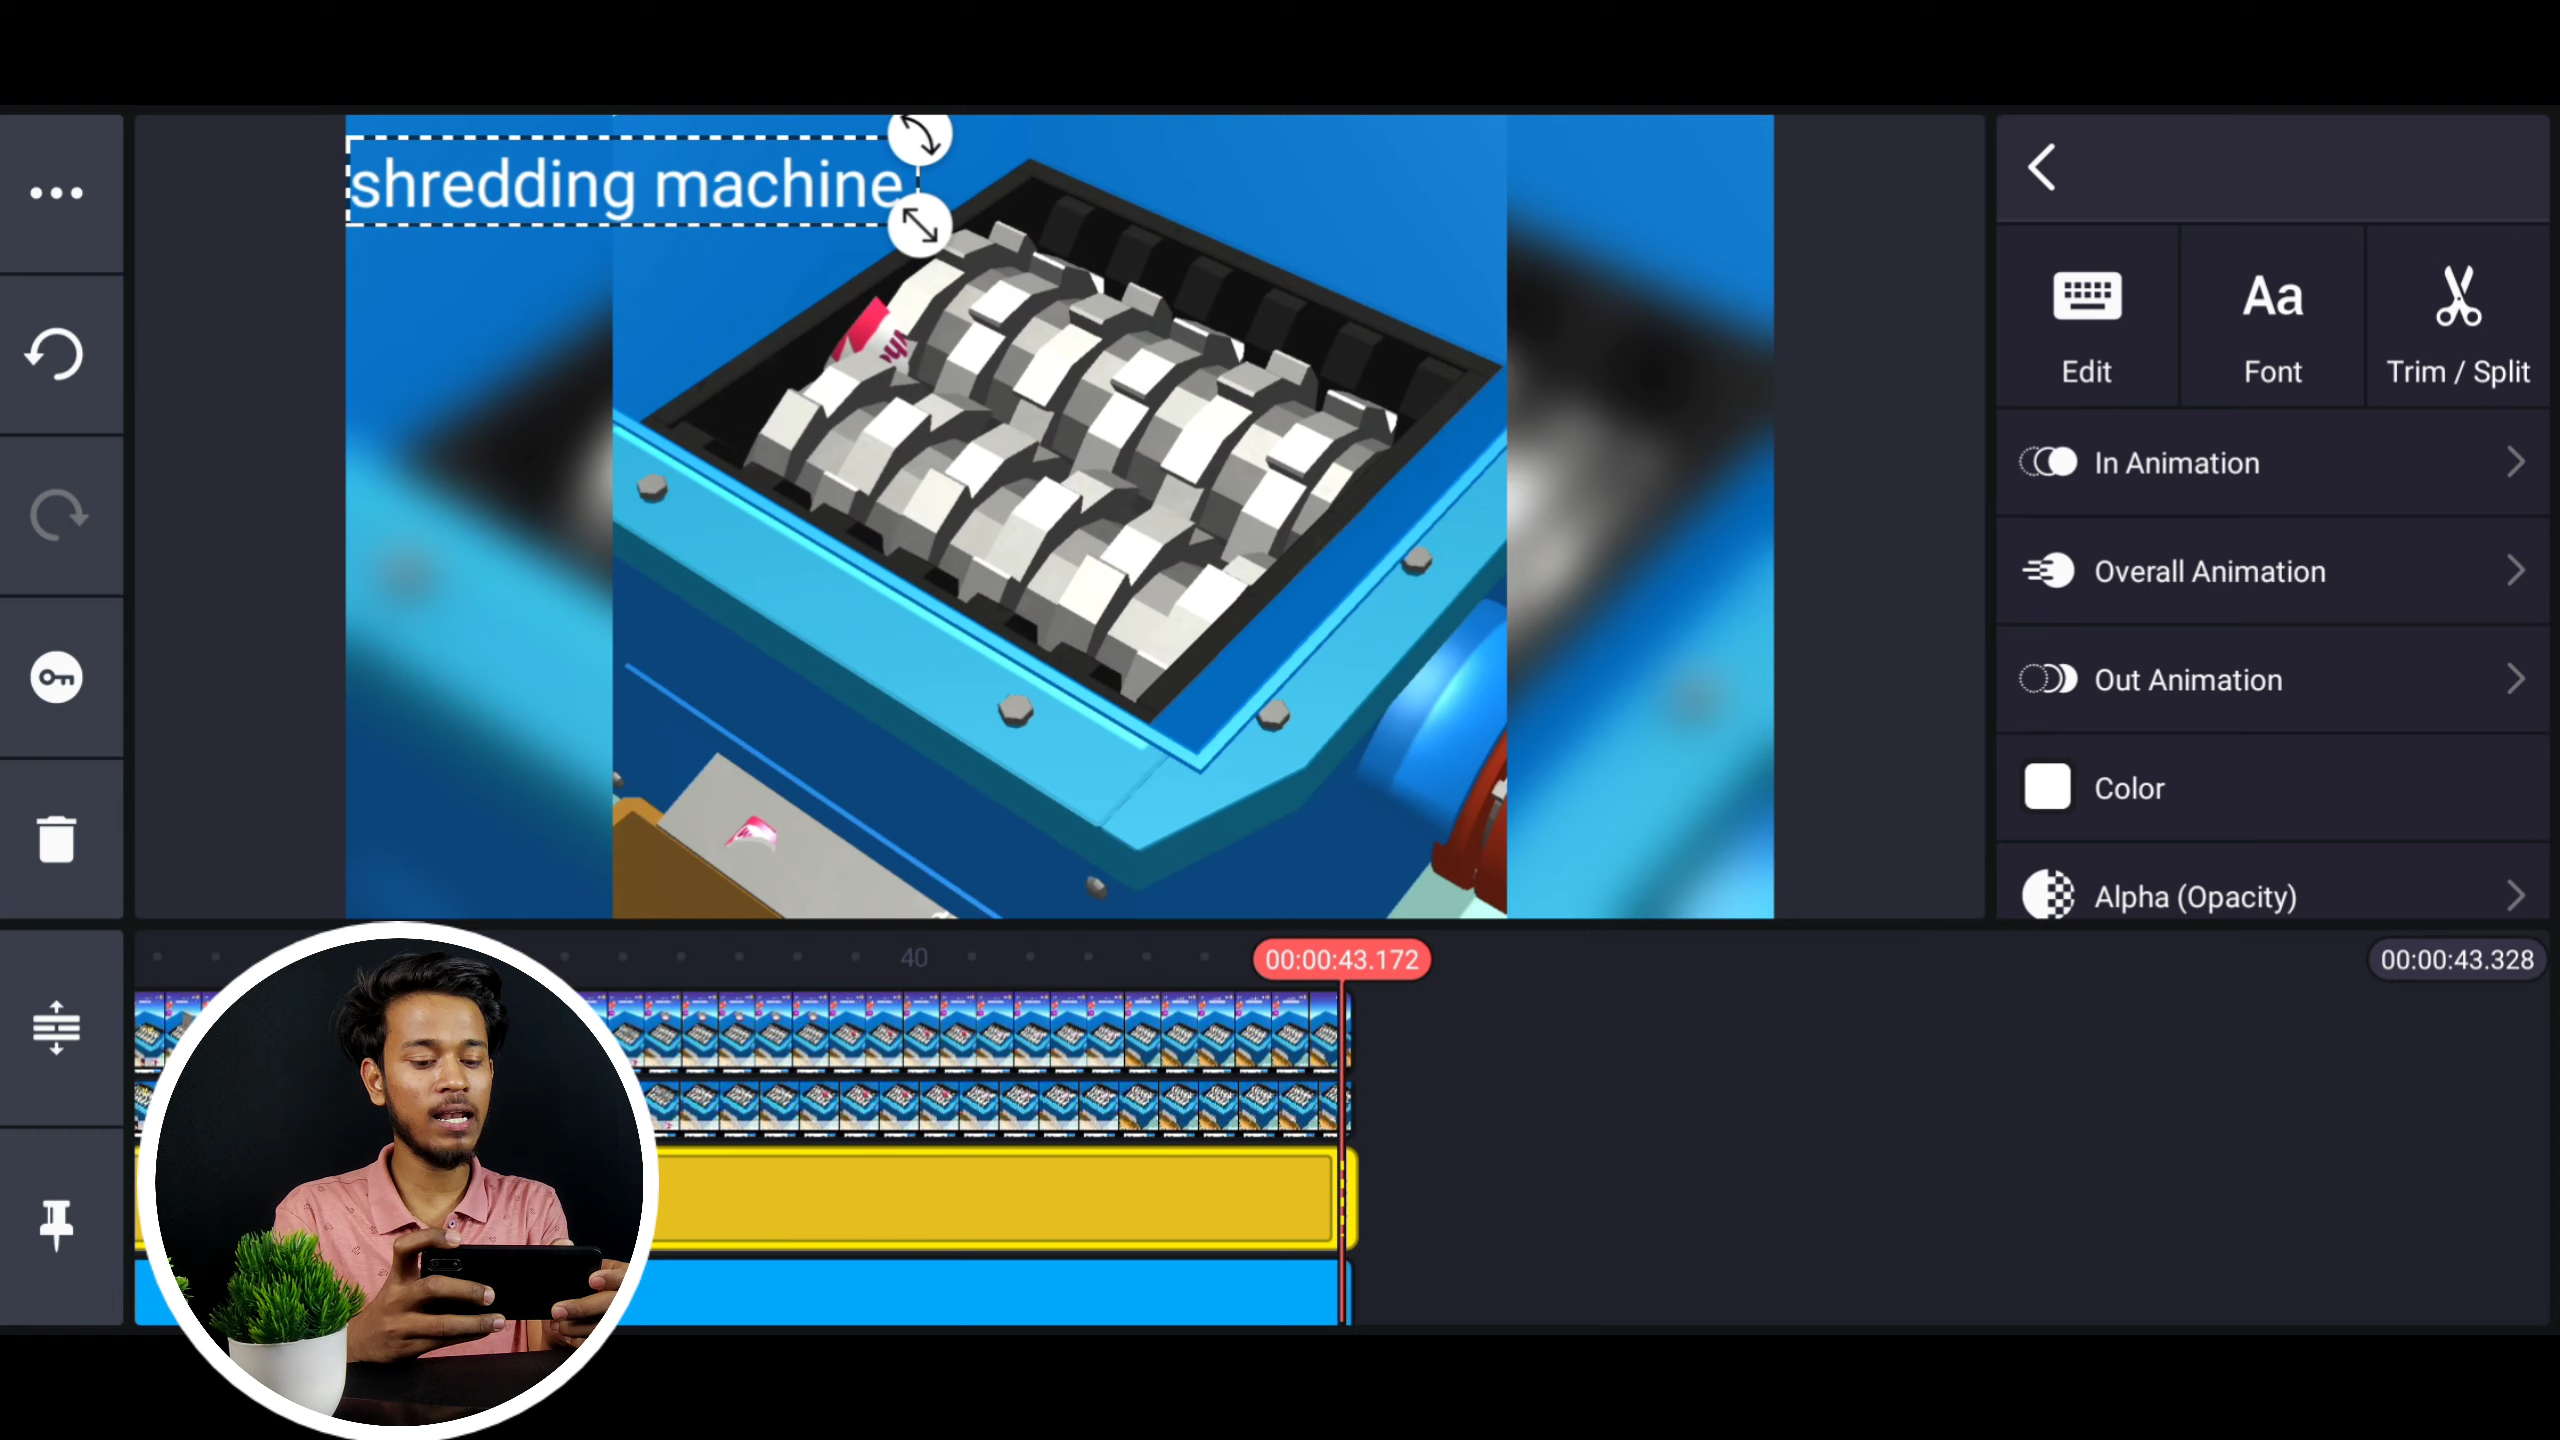 shredding machine
Edit
Font
Trim / Split
In Animation
Overall Animation
Out Animation
Color
Alpha (Opacity)
40
00:00:43.172
00:00:43.328